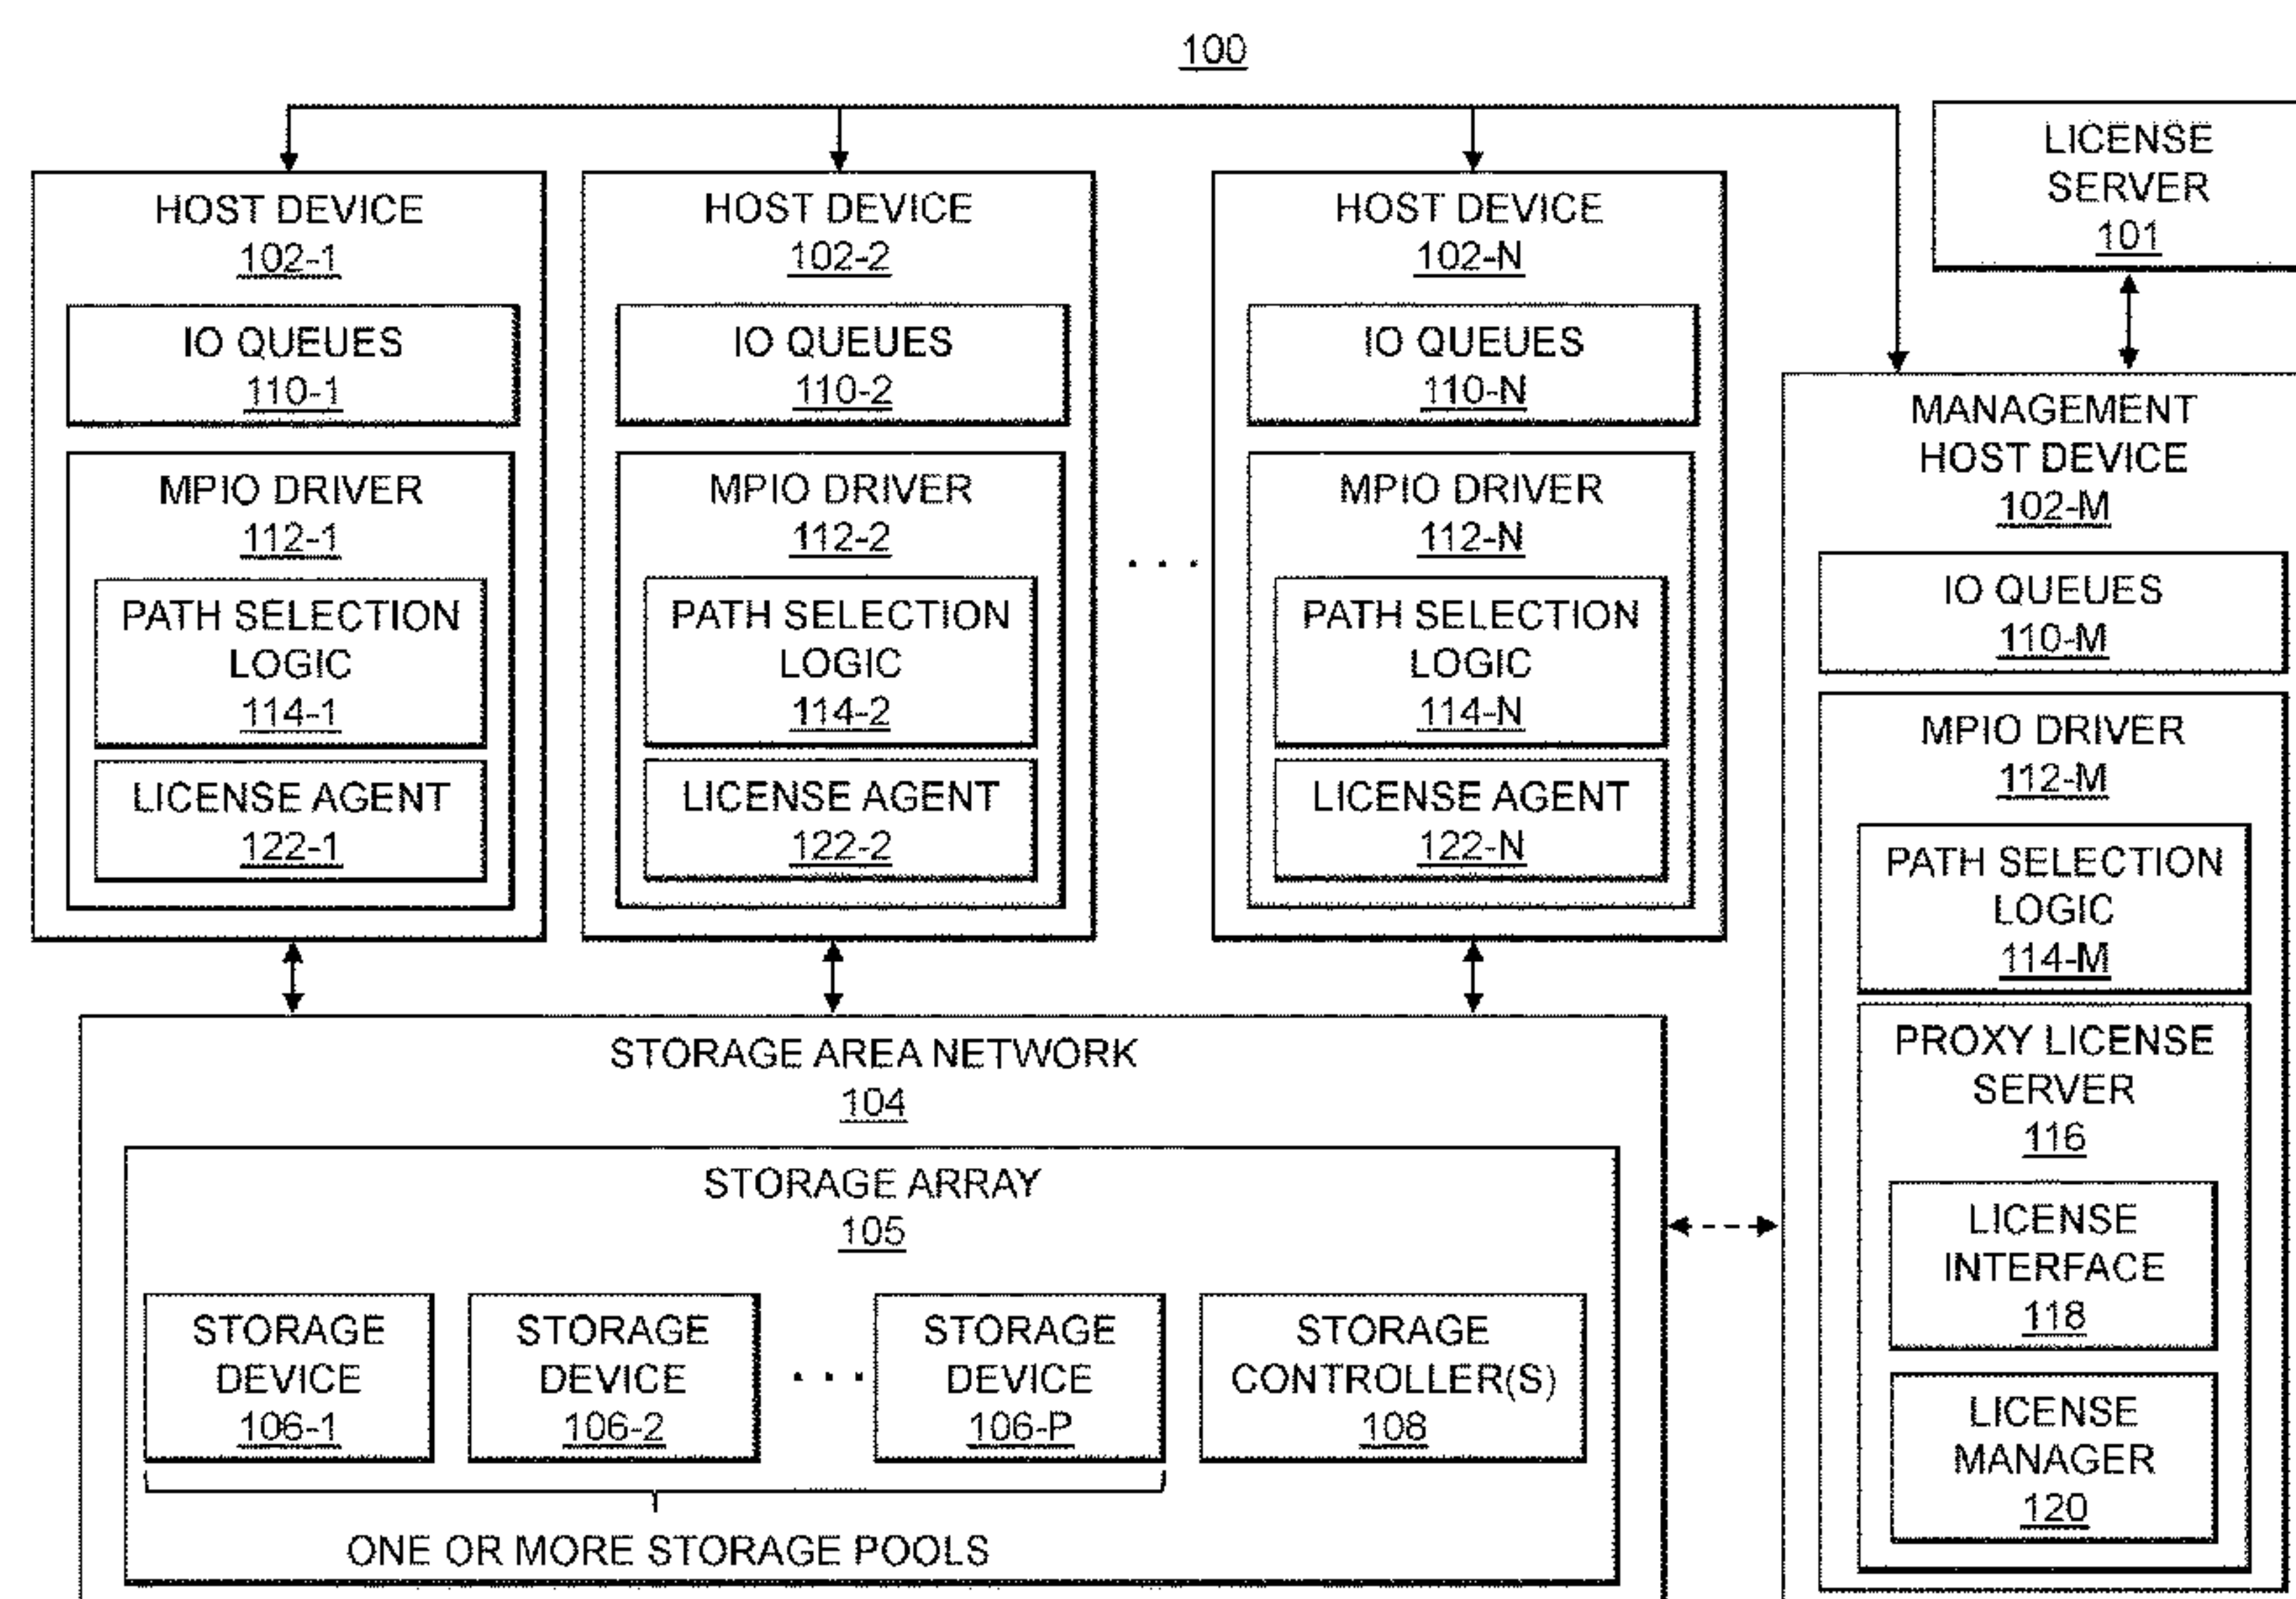 100
HOST DEVICE
102-1
IO QUEUES
110-1
MPIO DRIVER
112-1
PATH SELECTION
LOGIC
114-1
LICENSE AGENT
122-1
HOST DEVICE
102-2
IO QUEUES
110-2
MPIO DRIVER
112-2
PATH SELECTION
LOGIC
114-2
LICENSE AGENT
122-2
. . .
HOST DEVICE
102-N
IO QUEUES
110-N
MPIO DRIVER
112-N
PATH SELECTION
LOGIC
114-N
LICENSE AGENT
122-N
LICENSE
SERVER
101
MANAGEMENT
HOST DEVICE
102-M
IO QUEUES
110-M
MPIO DRIVER
112-M
PATH SELECTION
LOGIC
114-M
PROXY LICENSE
SERVER
116
LICENSE
INTERFACE
118
LICENSE
MANAGER
120
STORAGE AREA NETWORK
104
STORAGE ARRAY
105
STORAGE
DEVICE
106-1
STORAGE
DEVICE
106-2
. . .
STORAGE
DEVICE
106-P
STORAGE
CONTROLLER(S)
108
ONE OR MORE STORAGE POOLS